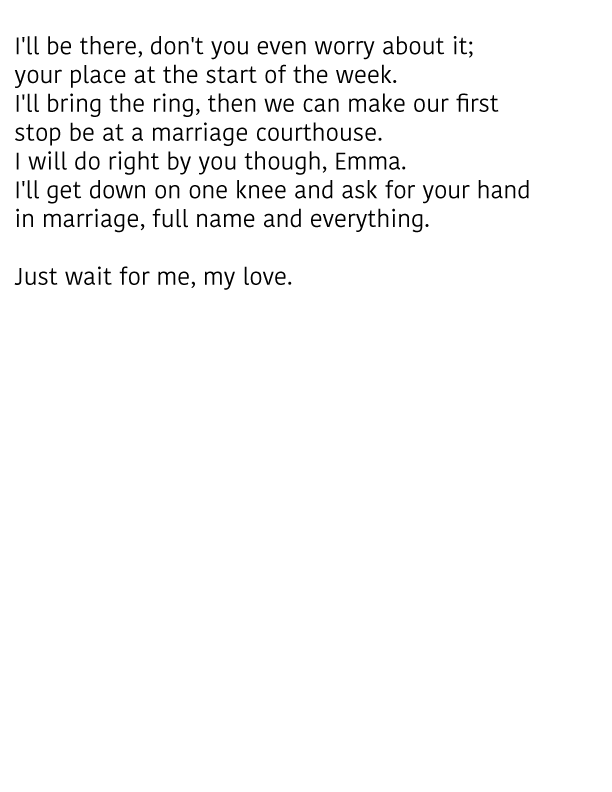 I'll be there, don't you even worry about it;
your place at the start of the week.
I'll bring the ring, then we can make our first
stop be at a marriage courthouse.
I will do right by you though, Emma.
I'll get down on one knee and ask for your hand
in marriage, full name and everything.

Just wait for me, my love.